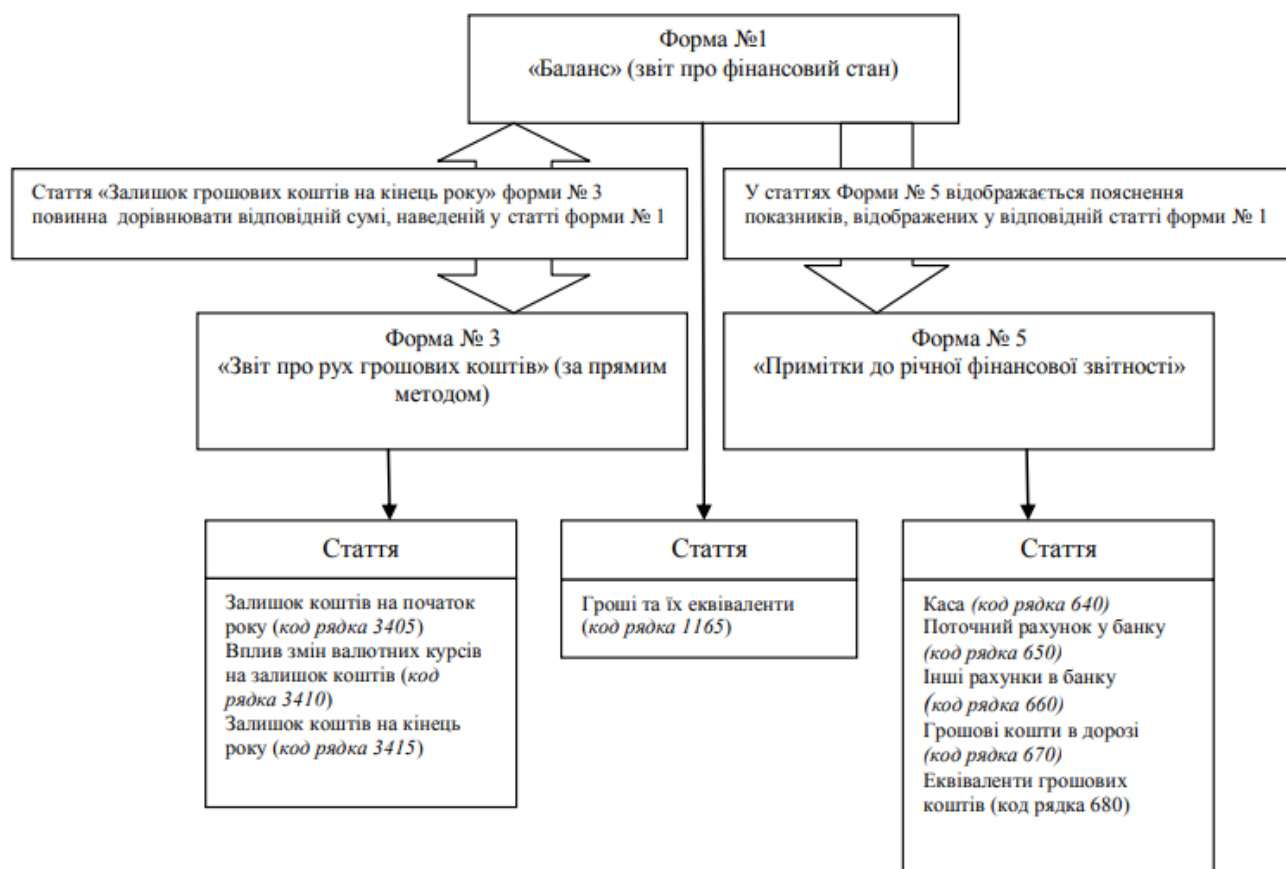 Форма №1
«Баланс» (звіт про фінансовий стан)
Стаття «Залишок грошових коштів на кінець року» форми № 3
повинна дорівнювати відповідній сумі, наведеній у статті форми № 1
У статтях Форми № 5 відображається пояснення
показників, відображених у відповідній статті форми № 1
Форма № 3
«Звіт про рух грошових коштів» (за прямим
методом)
Форма № 5
«Примітки до річної фінансової звітності»
Стаття
Залишок коштів на початок
року (код рядка 3405)
Вплив змін валютних курсів
на залишок коштів (код
рядка 3410)
Залишок коштів на кінець
року (код рядка 3415)
Стаття
Гроші та їх еквіваленти
(код рядка 1165)
Стаття
Каса (код рядка 640)
Поточний рахунок у банку
(код рядка 650)
Інші рахунки в банку
(код рядка 660)
Грошові кошти в дорозі
(код рядка 670)
Еквіваленти грошових
коштів (код рядка 680)